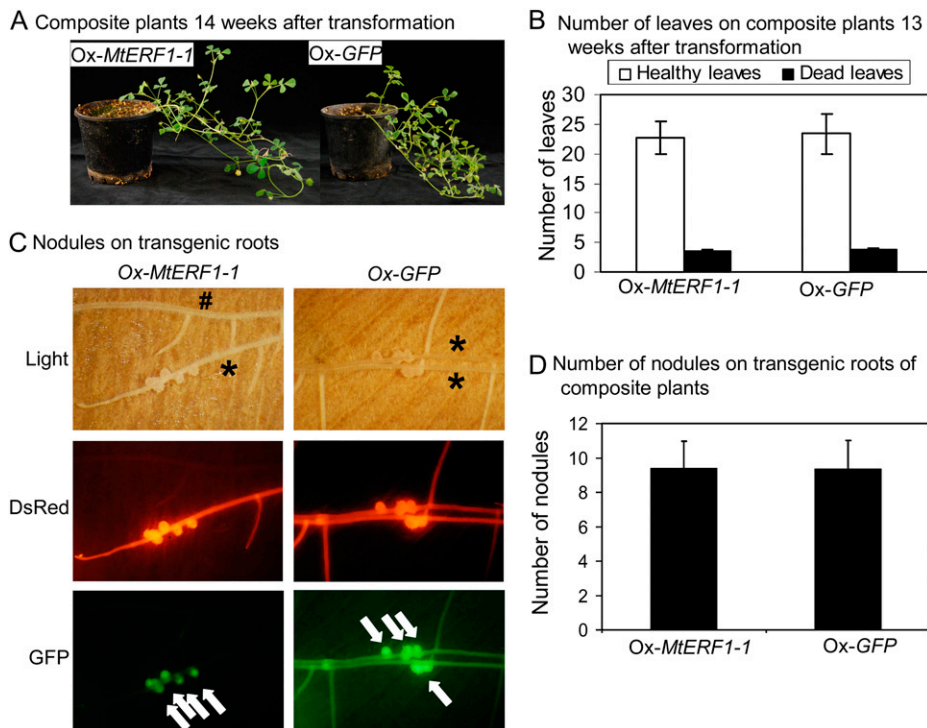 A Composite plants 14 weeks after transformation
Ox-MtERF1-1
Ox-GFP
B Number of leaves on composite plants 13
weeks after transformation
Healthy leaves
Dead leaves
Number of leaves
30
25
20
15
10
5
0
Ox-MtERF1-1
Ox-GFP
C Nodules on transgenic roots
Ox-MtERF1-1
Ox-GFP
Light
#
*
*
*
DsRed
GFP
D Number of nodules on transgenic roots of
composite plants
Number of nodules
12
10
8
6
4
2
0
Ox-MtERF1-1
Ox-GFP